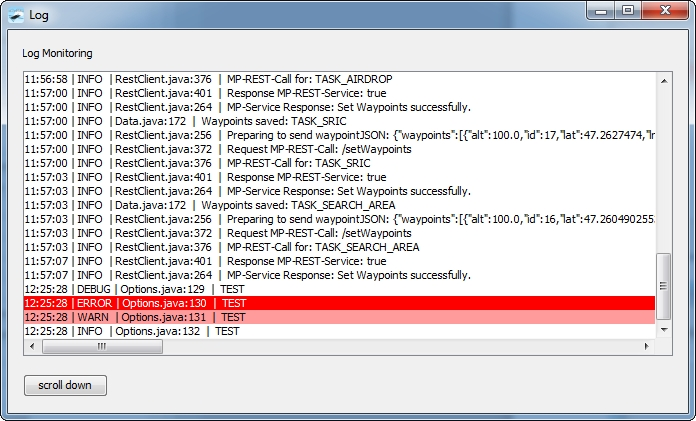 Log
Log Monitoring
11:56:58 | INFO | RestClient.java:376 | MP-REST-Call for: TASK_AIRDROP
11:57:00 | INFO | RestClient.java:401 | Response MP-REST-Service: true
11:57:00 | INFO | RestClient.java:264 | MP-Service Response: Set Waypoints successfully.
11:57:00 | INFO | Data.java:172 | Waypoints saved: TASK_SRIC
11:57:00 | INFO | RestClient.java:256 | Preparing to send waypointJSON: {"waypoints":[{"alt":100.0,"id":17,"lat":47.2627474,"lr
11:57:00 | INFO | RestClient.java:372 | Request MP-REST-Call: /setWaypoints
11:57:00 | INFO | RestClient.java:376 | MP-REST-Call for: TASK_SRIC
11:57:03 | INFO | RestClient.java:401 | Response MP-REST-Service: true
11:57:03 | INFO | RestClient.java:264 | MP-Service Response: Set Waypoints successfully.
11:57:03 | INFO | Data.java:172 | Waypoints saved: TASK_SEARCH_AREA
11:57:03 | INFO | RestClient.java:256 | Preparing to send waypointJSON: {"waypoints":[{"alt":100.0,"id":16,"lat":47.260490255
11:57:03 | INFO | RestClient.java:372 | Request MP-REST-Call: /setWaypoints
11:57:03 | INFO | RestClient.java:376 | MP-REST-Call for: TASK_SEARCH_AREA
11:57:07 | INFO | RestClient.java:401 | Response MP-REST-Service: true
11:57:07 | INFO | RestClient.java:264 | MP-Service Response: Set Waypoints successfully.
12:25:28 | DEBUG | Options.java:129 | TEST
12:25:28 | ERROR | Options.java:130 | TEST
12:25:28 | WARN | Options.java:131 | TEST
12:25:28 | INFO | Options.java:132 | TEST
scroll down